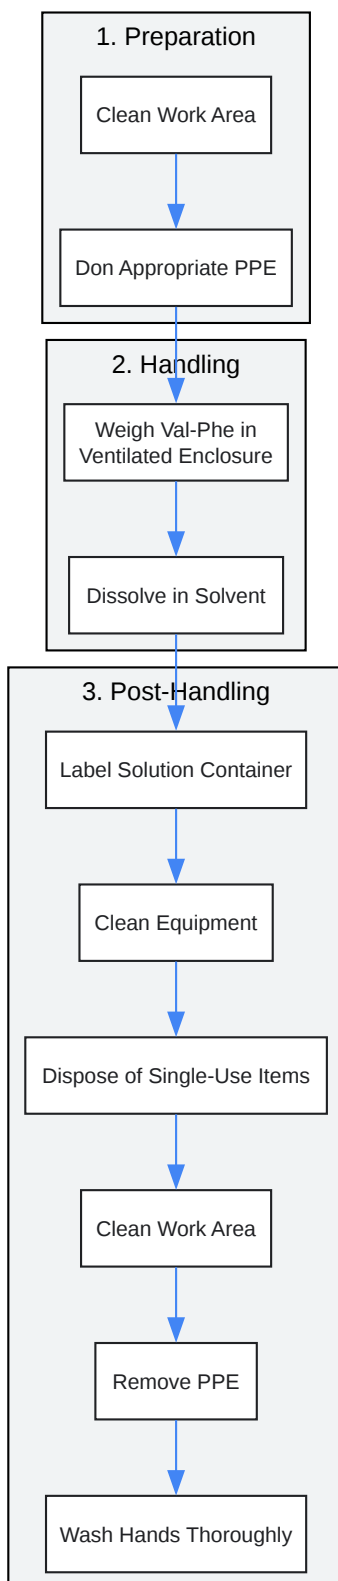 1. Preparation
Clean Work Area
Don Appropriate PPE
2. Handling
Weigh Val-Phe in
Ventilated Enclosure
Dissolve in Solvent
3. Post-Handling
Label Solution Container
Clean Equipment
Dispose of Single-Use Items
Clean Work Area
Remove PPE
Wash Hands Thoroughly